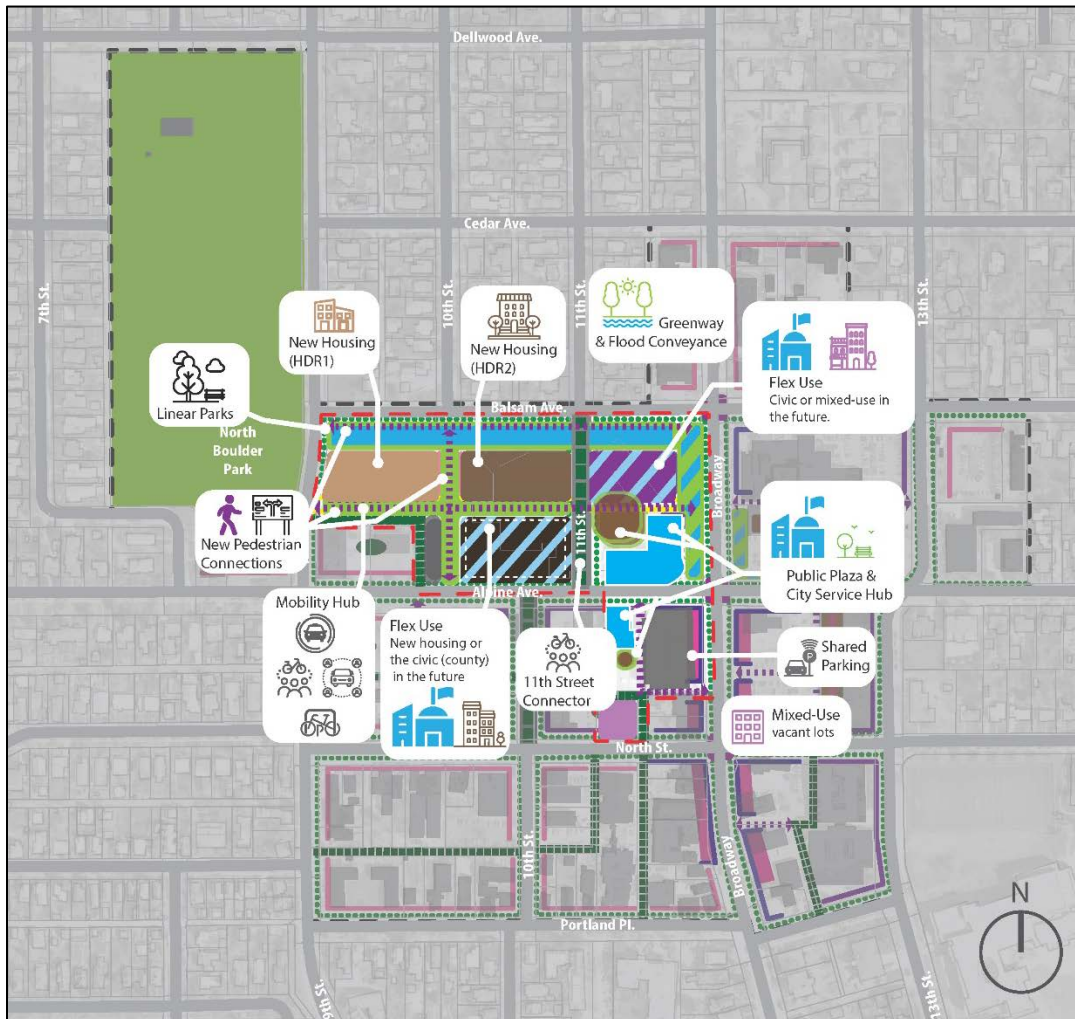 Dellwood Ave.
Cedar Ave.
7th St.
10th St.
11th St.
13th St.
New Housing
(HDR1)
New Housing
(HDR2)
Greenway
& Flood Conveyance
Flex Use
Civic or mixed-use in
the future.
Linear Parks
Balsam Ave.
North
Boulder
Park
Broadway
New Pedestrian
Connections
11th St.
Public Plaza &
City Service Hub
Alpine Ave.
Mobility Hub
Flex Use
New housing or
the civic (county)
in the future
11th Street
Connector
P
Shared
Parking
Mixed-Use
vacant lots
North St.
10th St.
Broadway
Portland Pl.
N
9th St.
13th St.